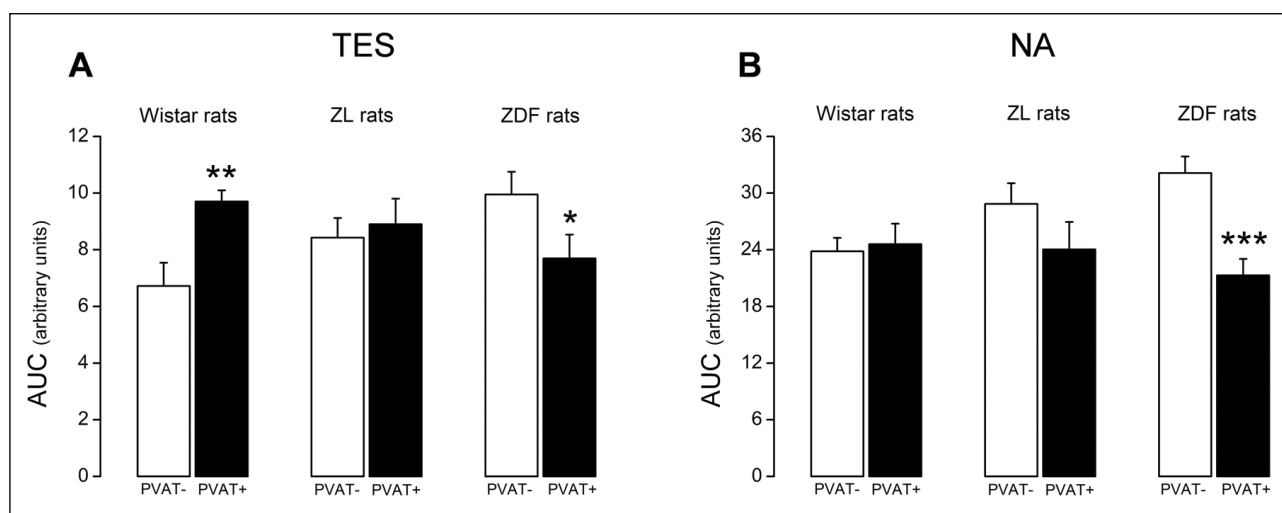 A
TES
Wistar rats
ZL rats
ZDF rats
AUC (arbitrary units)
12
10
8
6
4
2
0
**
*
PVAT- PVAT+
PVAT- PVAT+
PVAT- PVAT+
B
NA
Wistar rats
ZL rats
ZDF rats
AUC (arbitrary units)
36
30
24
18
12
6
0
***
PVAT- PVAT+
PVAT- PVAT+
PVAT- PVAT+